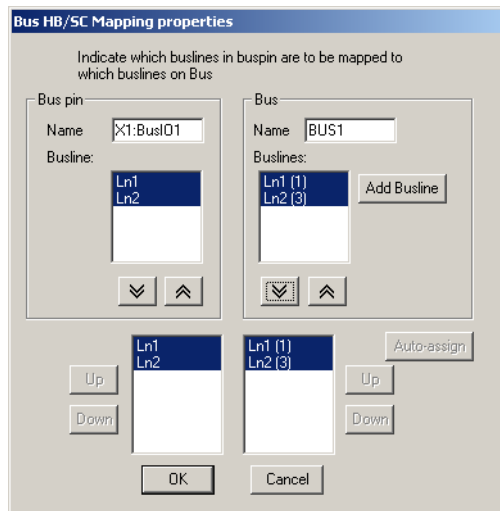 Bus HB/SC Mapping properties
Indicate which buslines in buspin are to be mapped to
which buslines on Bus
Bus pin
Bus
Name X1:BusIO1
Name BUS1
Busline:
Buslines:
Ln1
Ln2
Ln1 (1)
Ln2 (3)
Add Busline
Ln1
Ln2
Ln1 (1)
Ln2 (3)
Auto-assign
Up
Up
Down
Down
OK
Cancel